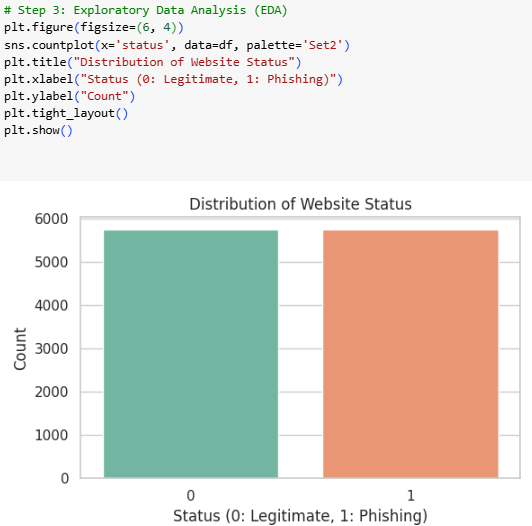 # Step 3: Exploratory Data Analysis (EDA)
plt.figure(figsize=(6, 4))
sns.countplot(x='status', data=df, palette='Set2')
plt.title("Distribution of Website Status")
plt.xlabel("Status (0: Legitimate, 1: Phishing)")
plt.ylabel("Count")
plt.tight_layout()
plt.show()
Distribution of Website Status
6000
5000
4000
3000
2000
1000
0
Count
0 1
Status (0: Legitimate, 1: Phishing)